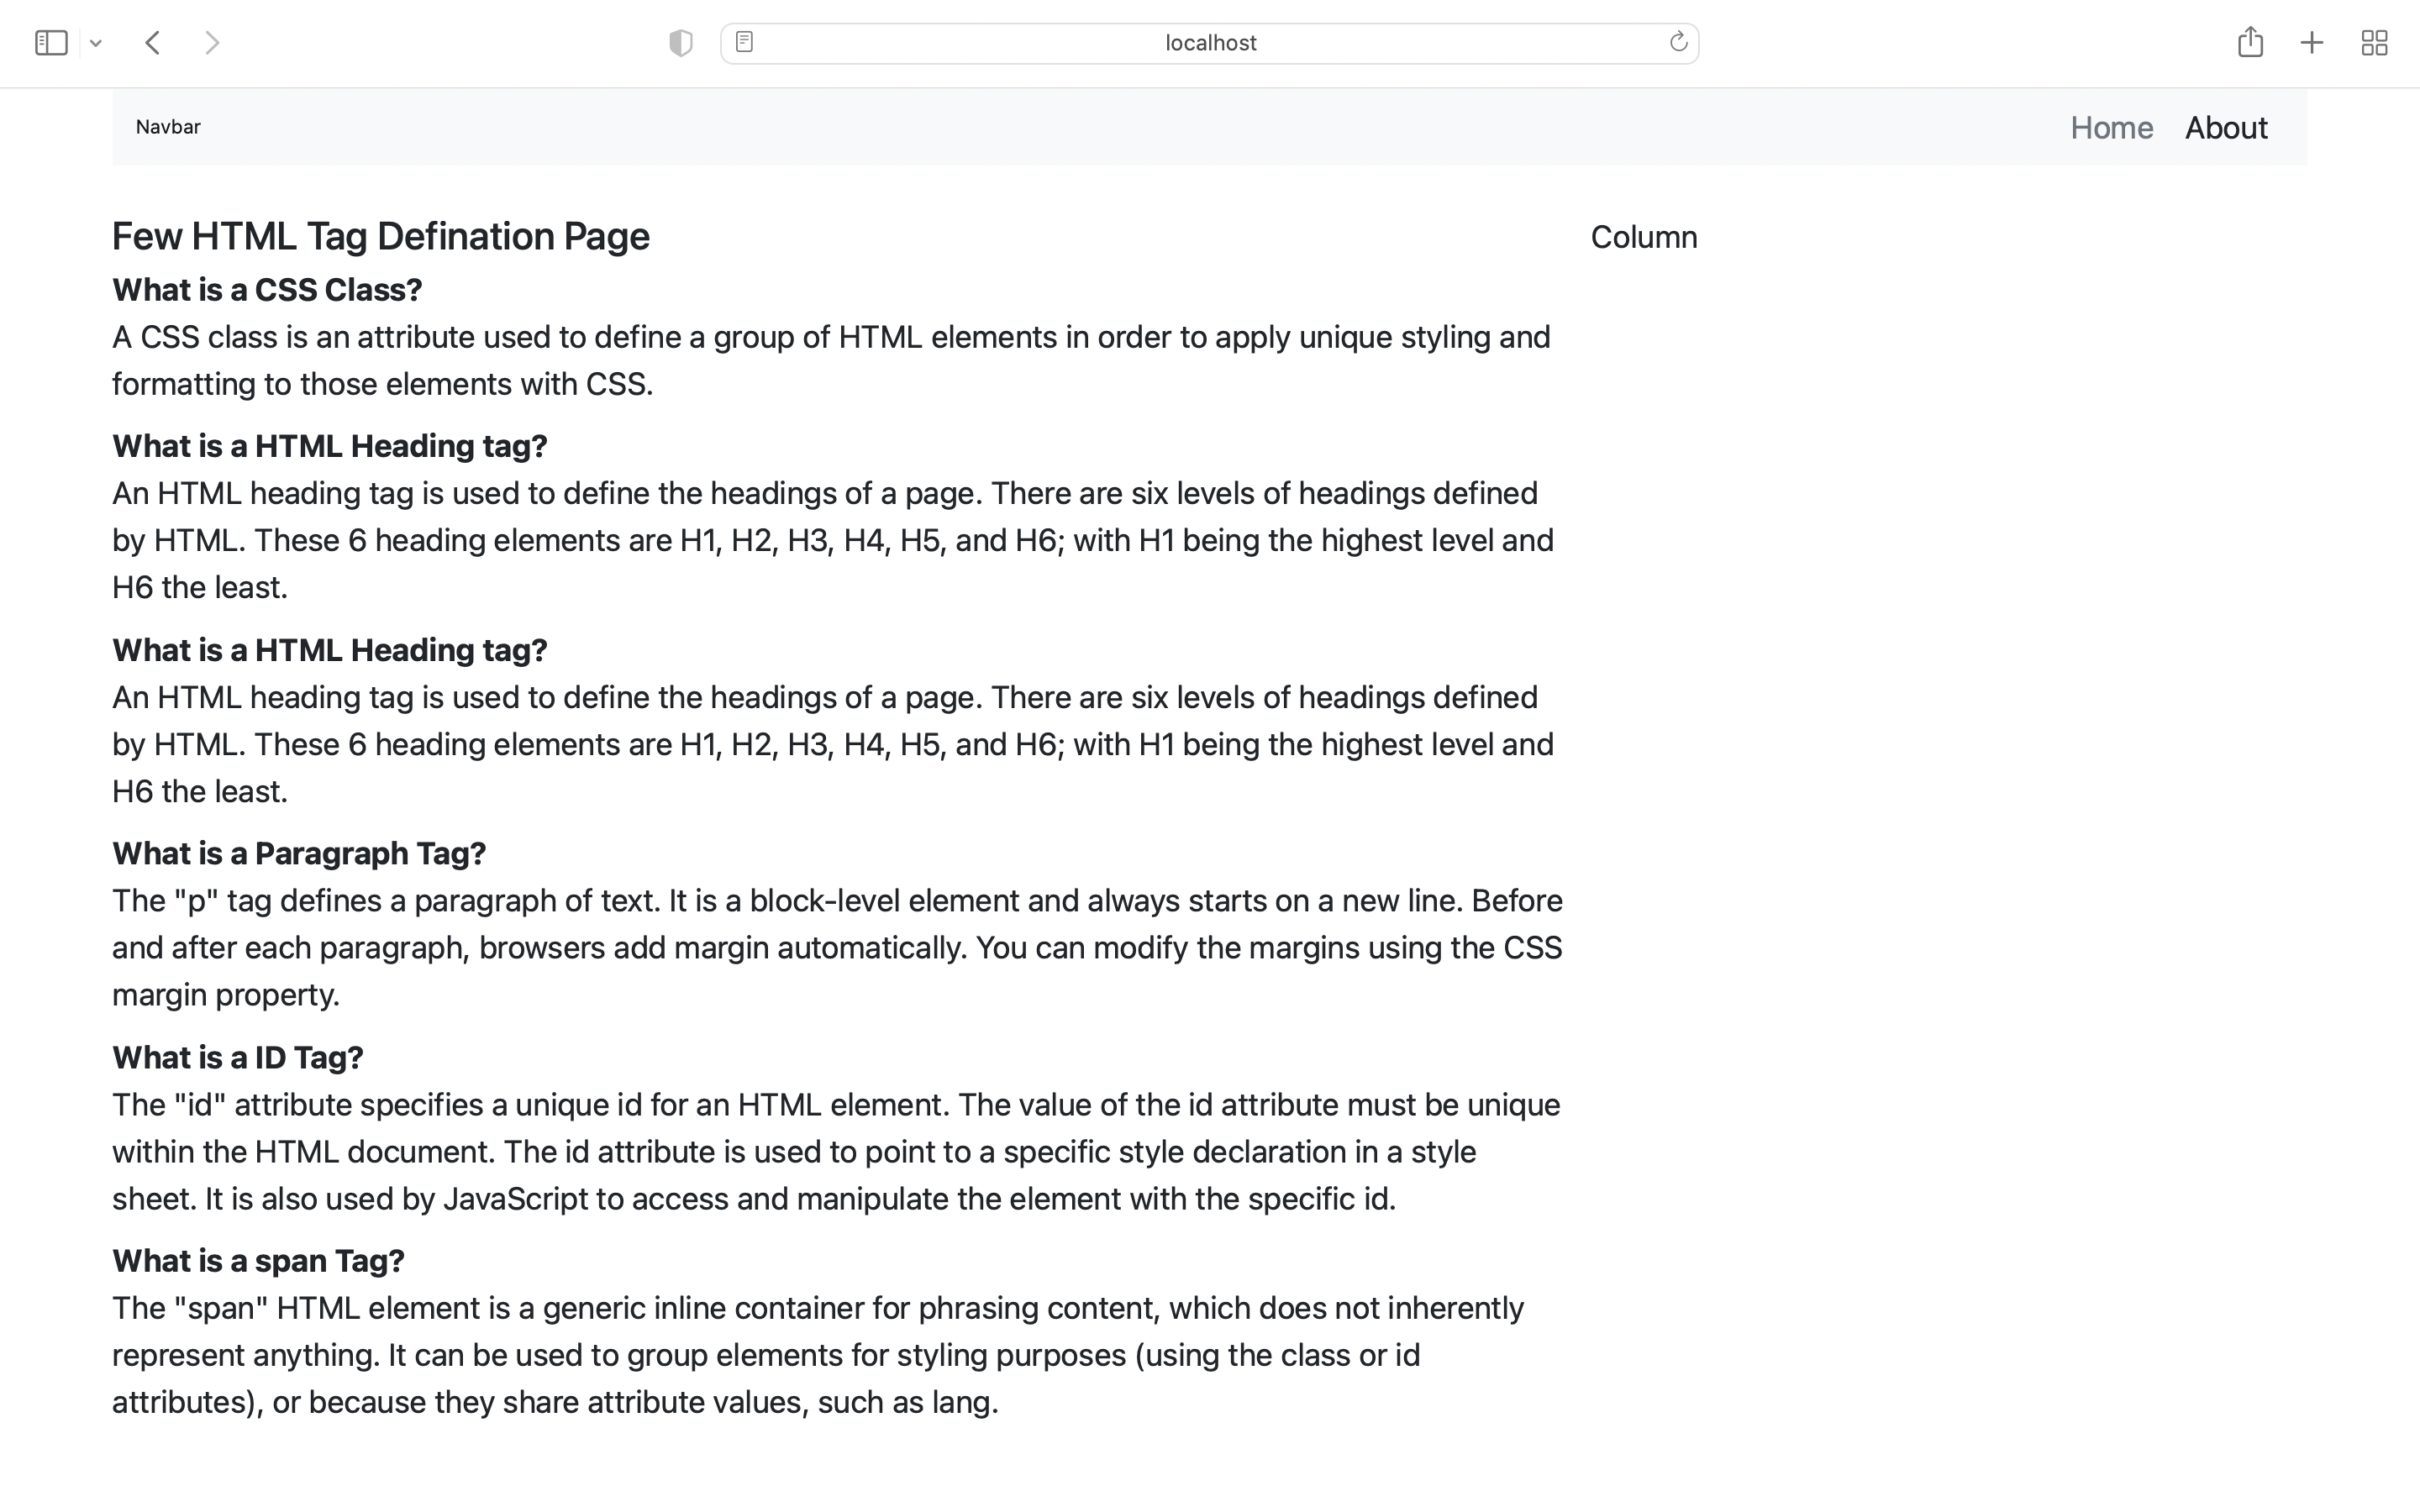 localhost
Navbar
Home About
Few HTML Tag Defination Page
Column
What is a CSS Class?
A CSS class is an attribute used to define a group of HTML elements in order to apply unique styling and
formatting to those elements with CSS.
What is a HTML Heading tag?
An HTML heading tag is used to define the headings of a page. There are six levels of headings defined
by HTML. These 6 heading elements are H1, H2, H3, H4, H5, and H6; with H1 being the highest level and
H6 the least.
What is a HTML Heading tag?
An HTML heading tag is used to define the headings of a page. There are six levels of headings defined
by HTML. These 6 heading elements are H1, H2, H3, H4, H5, and H6; with H1 being the highest level and
H6 the least.
What is a Paragraph Tag?
The "p" tag defines a paragraph of text. It is a block-level element and always starts on a new line. Before
and after each paragraph, browsers add margin automatically. You can modify the margins using the CSS
margin property.
What is a ID Tag?
The "id" attribute specifies a unique id for an HTML element. The value of the id attribute must be unique
within the HTML document. The id attribute is used to point to a specific style declaration in a style
sheet. It is also used by JavaScript to access and manipulate the element with the specific id.
What is a span Tag?
The "span" HTML element is a generic inline container for phrasing content, which does not inherently
represent anything. It can be used to group elements for styling purposes (using the class or id
attributes), or because they share attribute values, such as lang.